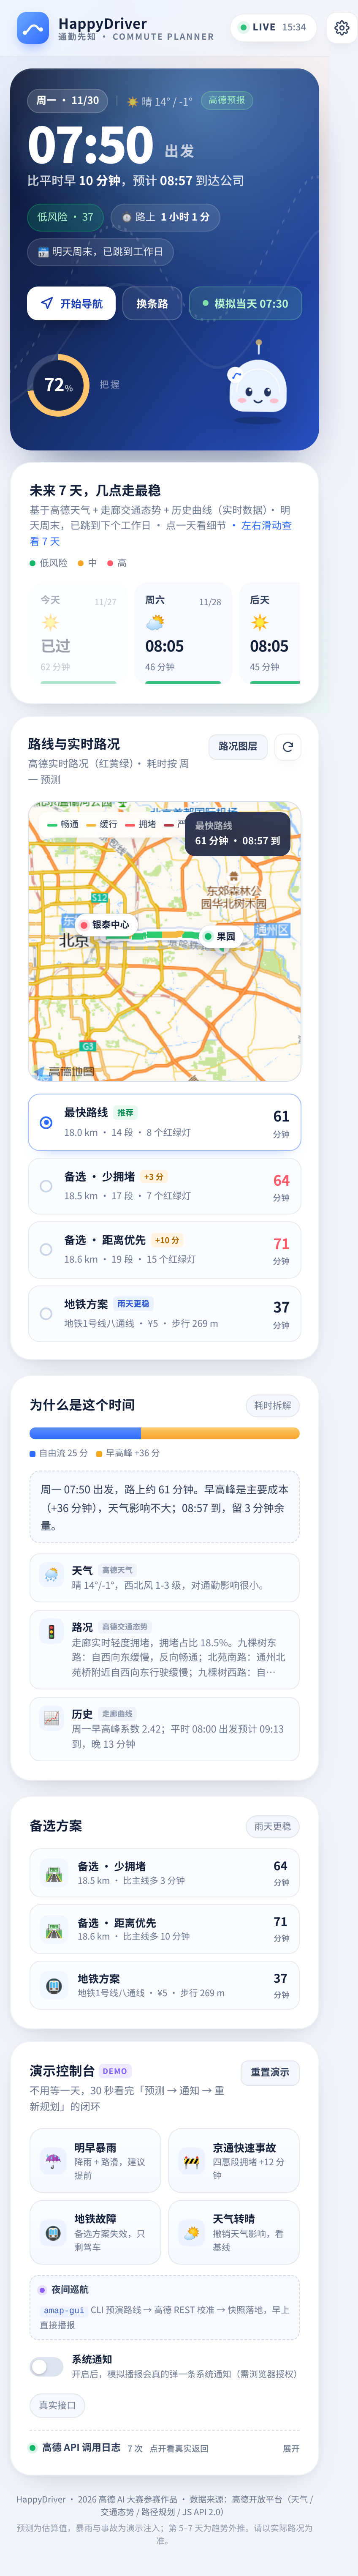 HappyDriver
通勤先知 · COMMUTE PLANNER
LIVE 15:34
周一 · 11/30
晴 14° / -1°
高德预报
07:50 出发
比平时早 10 分钟，预计 08:57 到达公司
低风险 · 37
路上 1 小时 1 分
明天周末，已跳到下个工作日
开始导航
换条路
模拟当天 07:30
72%
把握
未来 7 天，几点走最稳
基于高德天气 + 走廊交通态势 + 历史曲线（实时数据） · 明
天周末，已跳到下个工作日 · 点一天看细节 · 左右滑动查
看 7 天
低风险 中 高
今天 11/27
已过
62 分钟
周六 11/28
08:05
46 分钟
后天
08:05
45 分钟
路线与实时路况
高德实时路况（红黄绿） · 耗时按 周
一 预测
路况图层
畅通 缓行 拥堵
最快路线
61 分钟 · 08:57 到
东郊森林公
园华北树木园
S12
银泰中心
北京
果园
通州区
G3
高德地图
最快路线 推荐
18.0 km · 14 段 · 8 个红绿灯
61
分钟
备选 · 少拥堵 +3 分
18.5 km · 17 段 · 7 个红绿灯
64
分钟
备选 · 距离优先 +10 分
18.6 km · 19 段 · 15 个红绿灯
71
分钟
地铁方案 雨天更稳
地铁1号线八通线 · ¥5 · 步行 269 m
37
分钟
为什么是这个时间
耗时拆解
自由流 25 分 早高峰 +36 分
周一 07:50 出发，路上约 61 分钟。早高峰是主要成本
（+36 分钟），天气影响不大；08:57 到，留 3 分钟余
量。
天气 高德天气
晴 14°/-1°，西北风 1-3 级，对通勤影响很小。
路况 高德交通态势
走廊实时轻度拥堵，拥堵占比 18.5%。九棵树东
路：自西向东缓慢，反向畅通；北苑南路：通州北
苑桥附近自西向东行驶缓慢；九棵树西路：自…
历史 走廊曲线
周一早高峰系数 2.42；平时 08:00 出发预计 09:13
到，晚 13 分钟
备选方案
雨天更稳
备选 · 少拥堵
18.5 km · 比主线多 3 分钟
64
分钟
备选 · 距离优先
18.6 km · 比主线多 10 分钟
71
分钟
地铁方案
地铁1号线八通线 · ¥5 · 步行 269 m
37
分钟
演示控制台 DEMO
重置演示
不用等一天，30 秒看完「预测 → 通知 → 重
新规划」的闭环
明早暴雨
降雨 + 路滑，建议
提前
京通快速事故
四惠段拥堵 +12 分
钟
地铁故障
备选方案失效，只
剩驾车
天气转晴
撤销天气影响，看
基线
夜间巡航
amap-gui CLI 预演路线 → 高德 REST 校准 → 快照落地，早上
直接播报
系统通知
开启后，模拟播报会真的弹一条系统通知（需浏览器授权）
真实接口
高德 API 调用日志 7 次 点开看真实返回
展开
HappyDriver · 2026 高德 AI 大赛参赛作品 · 数据来源：高德开放平台（天气 /
交通态势 / 路径规划 / JS API 2.0）
预测为估算值，暴雨与事故为演示注入；第 5–7 天为趋势外推。请以实际路况为
准。